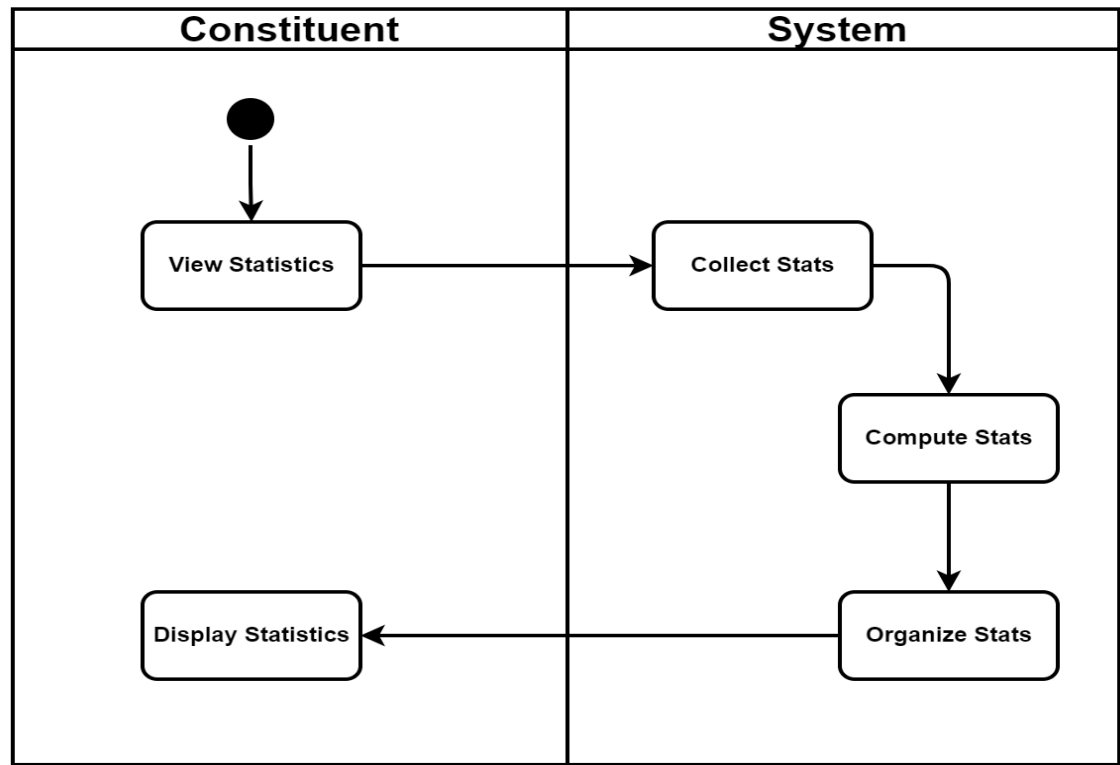 Constituent
System
View Statistics
Collect Stats
Compute Stats
Display Statistics
Organize Stats